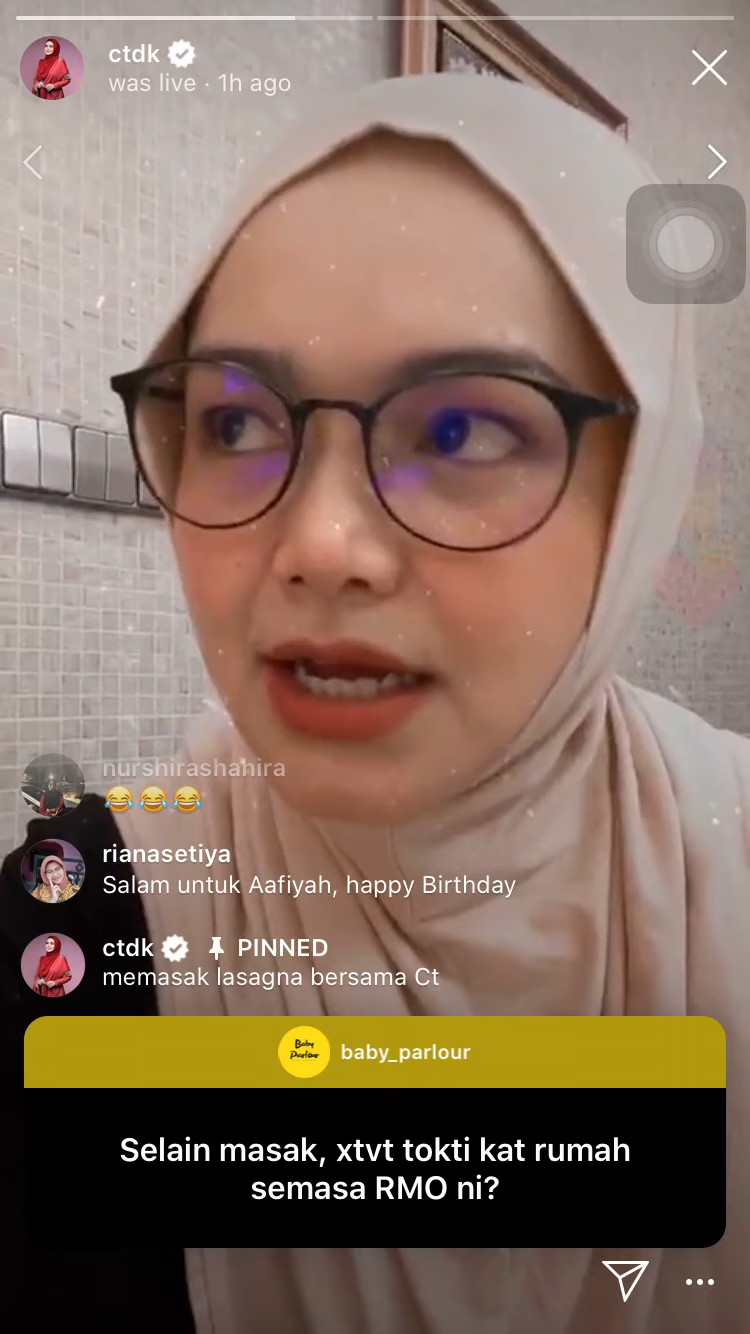 ctdk
was live · 1h ago
nurshirashahira
😂😂😂
rianasetiya
Salam untuk Aafiyah, happy Birthday
ctdk PINNED
memasak lasagna bersama Ct
Baby
Parlour
baby_parlour
Selain masak, xtvt tokti kat rumah
semasa RMO ni?